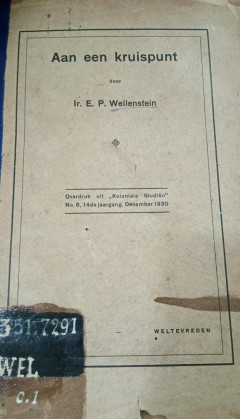 Aan een kruispunt
door
Ir. E. P. Wellenstein
Overdruk uit „Koloniale Studiën"
No. 6, 14de jaargang, December 1930
351.7291
WEL
c.1
WELTEVREDEN